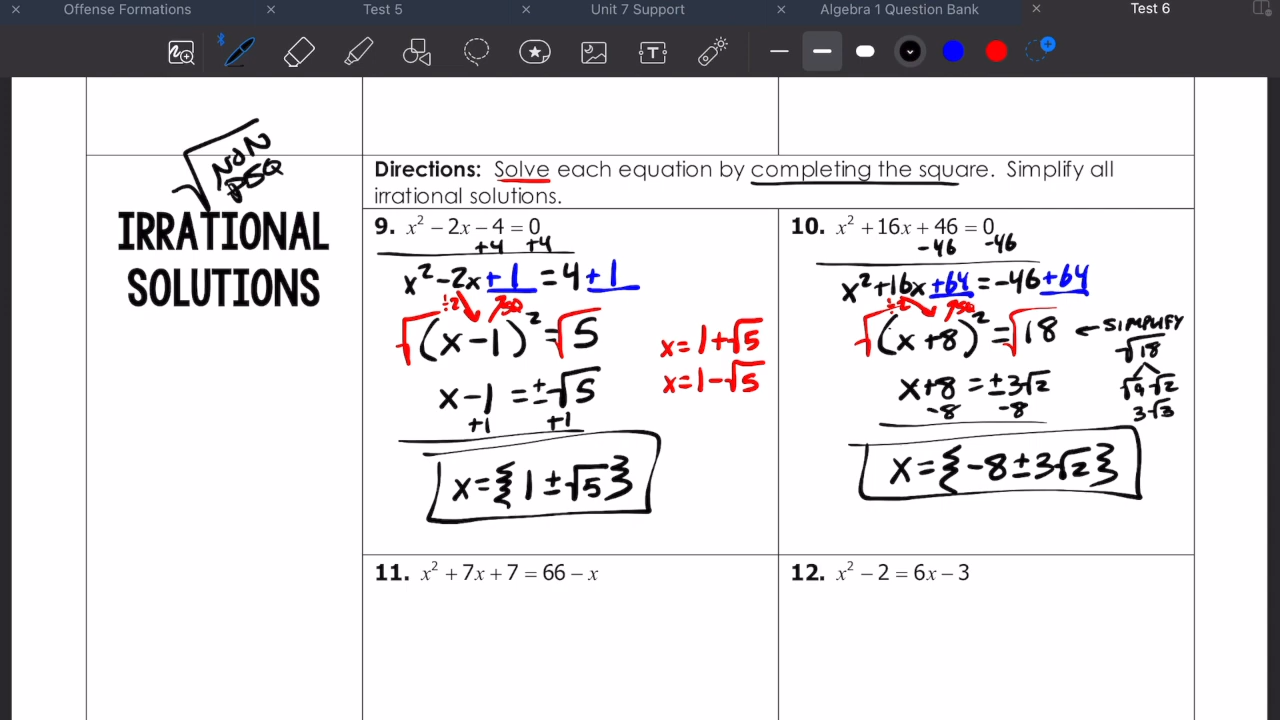 Offense Formations
Test 5
Unit 7 Support
Algebra 1 Question Bank
Test 6
√NON PSQ
IRRATIONAL
SOLUTIONS
Directions: Solve each equation by completing the square. Simplify all
irrational solutions.
9. x² − 2x − 4 = 0
+4 +4
x² − 2x + 1 = 4 + 1
÷2 SQ
√(x − 1)² = √5
x − 1 = ±√5
+1 +1
x = {1 ± √5}
x = 1 + √5
x = 1 − √5
10. x² + 16x + 46 = 0
−46 −46
x² + 16x + 64 = −46 + 64
÷2 SQ
√(x + 8)² = √18 ← SIMPLIFY
√18
√9 √2
3√3
x + 8 = ±3√2
−8 −8
x = {−8 ± 3√2}
11. x² + 7x + 7 = 66 − x
12. x² − 2 = 6x − 3